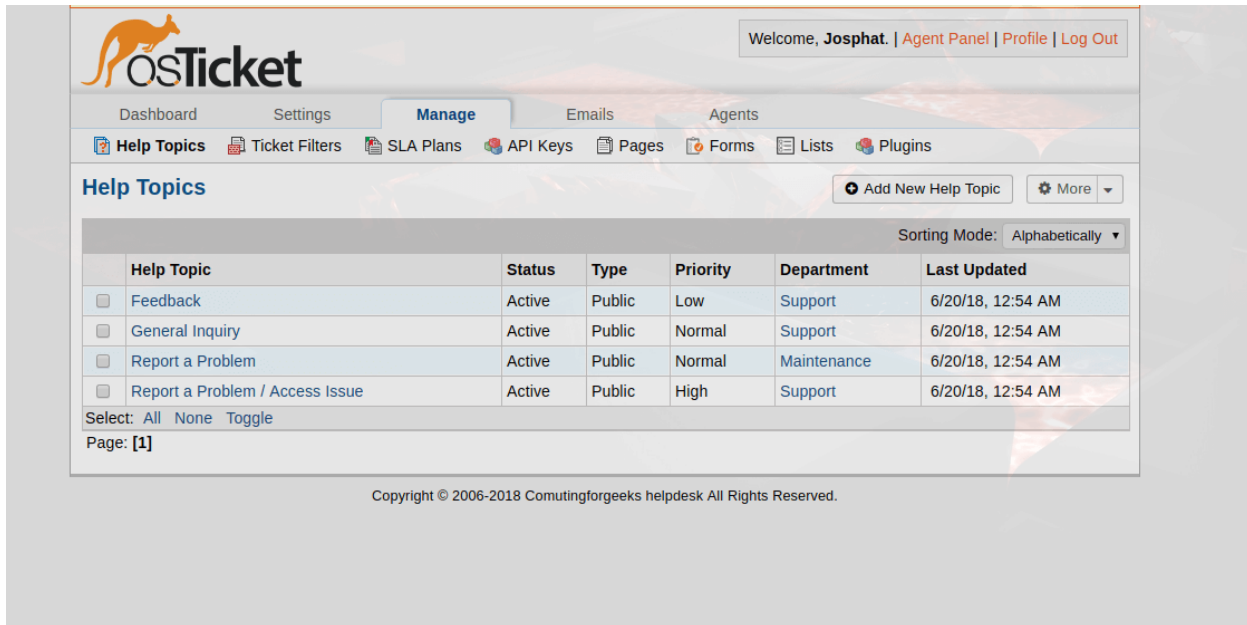 osTicket
Welcome, Josphat. | Agent Panel | Profile | Log Out
Dashboard Settings Manage Emails Agents
Help Topics Ticket Filters SLA Plans API Keys Pages Forms Lists Plugins
Help Topics Add New Help Topic More
Sorting Mode: Alphabetically
Help Topic Status Type Priority Department Last Updated
Feedback Active Public Low Support 6/20/18, 12:54 AM
General Inquiry Active Public Normal Support 6/20/18, 12:54 AM
Report a Problem Active Public Normal Maintenance 6/20/18, 12:54 AM
Report a Problem / Access Issue Active Public High Support 6/20/18, 12:54 AM
Select: All None Toggle
Page: [1]
Copyright © 2006-2018 Comutingforgeeks helpdesk All Rights Reserved.